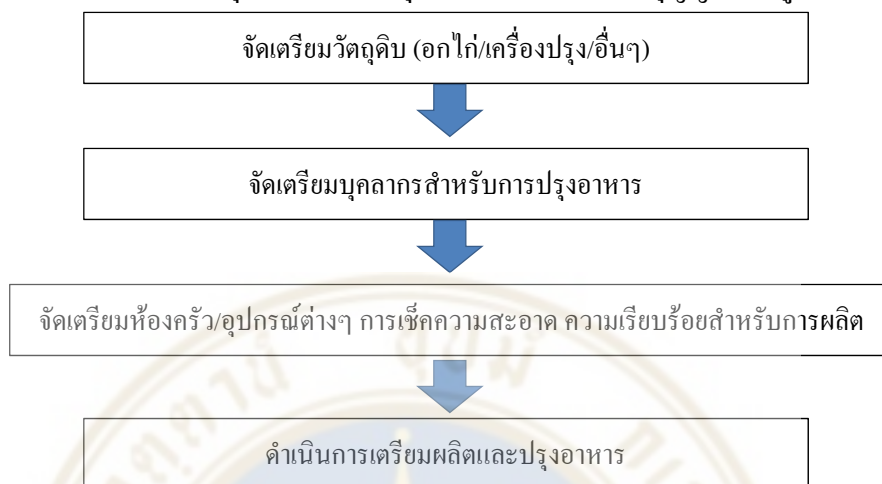 จัดเตรียมวัตถุดิบ (อกไก่/เครื่องปรุง/อื่นๆ)
จัดเตรียมบุคลากรสำหรับการปรุงอาหาร
จัดเตรียมห้องครัว/อุปกรณ์ต่างๆ การเช็คความสะอาด ความเรียบร้อยสำหรับการผลิต
ดำเนินการเตรียมผลิตและปรุงอาหาร